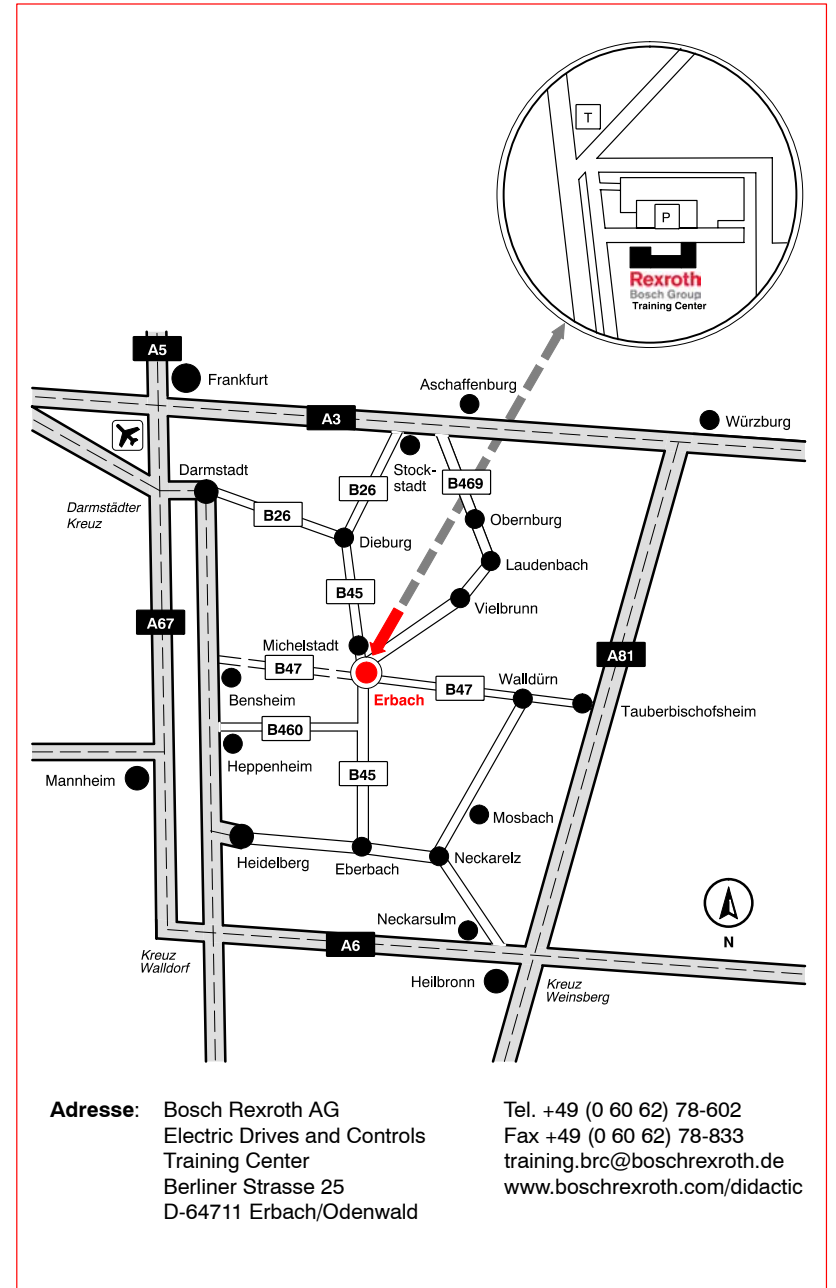 T
P
Rexroth
Bosch Group
Training Center
A5
Frankfurt
Aschaffenburg
A3
Würzburg
Stock-
stadt
Darmstadt
B26
B469
Darmstädter
Kreuz
B26
Obernburg
Dieburg
Laudenbach
B45
Vielbrunn
A67
Michelstadt
A81
B47
Walldürn
B47
Bensheim
Erbach
Tauberbischofsheim
B460
Heppenheim
B45
Mannheim
Mosbach
Heidelberg
Eberbach
Neckarelz
Neckarsulm
N
A6
Kreuz
Walldorf
Heilbronn
Kreuz
Weinsberg
Adresse: Bosch Rexroth AG
Electric Drives and Controls
Training Center
Berliner Strasse 25
D-64711 Erbach/Odenwald
Tel. +49 (0 60 62) 78-602
Fax +49 (0 60 62) 78-833
training.brc@boschrexroth.de
www.boschrexroth.com/didactic